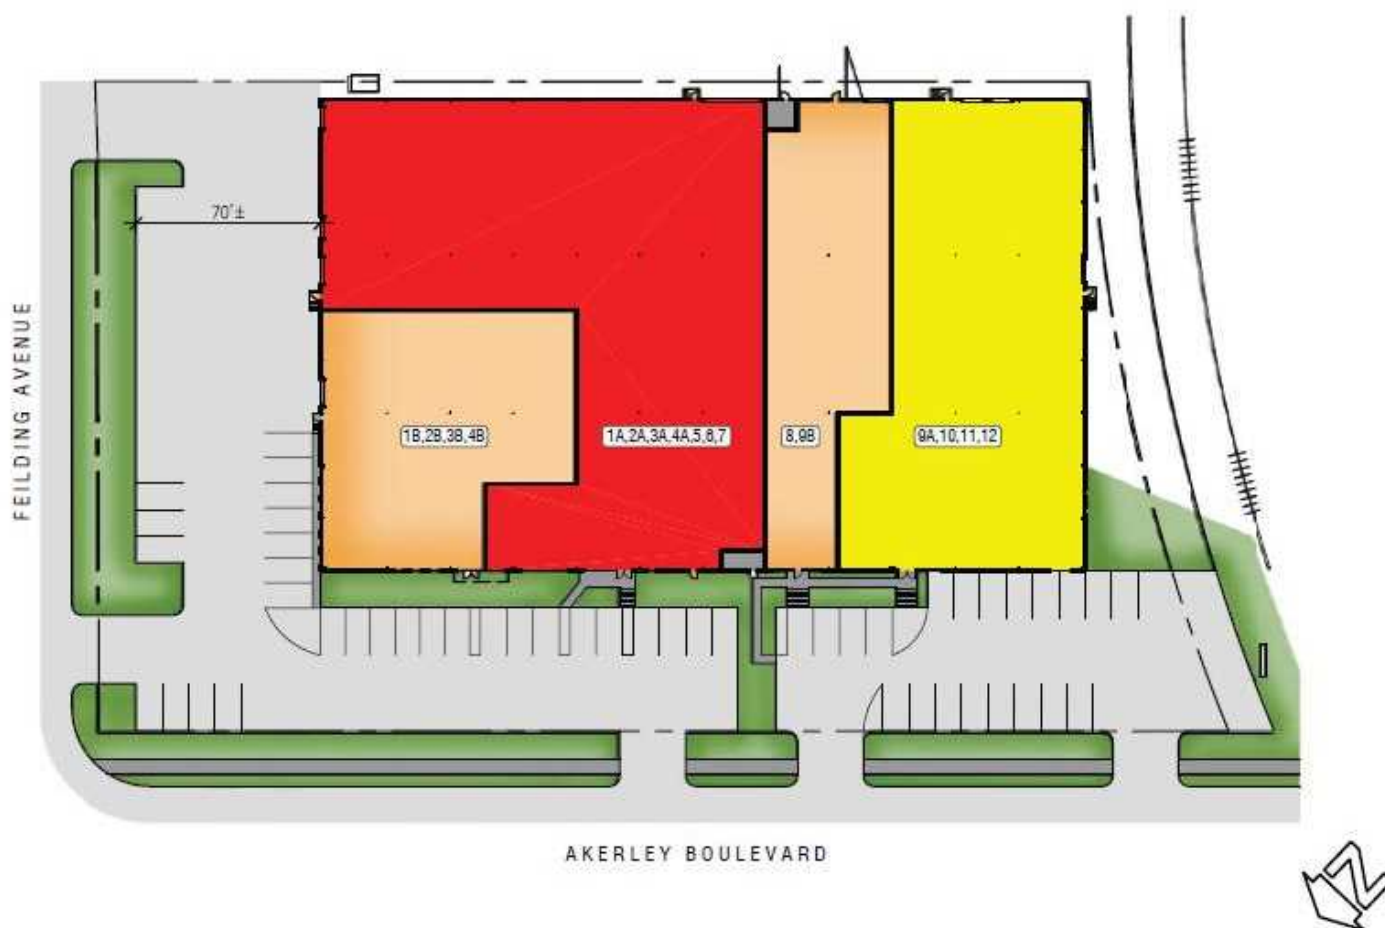 70'±
FEILDING AVENUE
1B,2B,3B,4B
1A,2A,3A,4A,5,6,7
8,9B
9A,10,11,12
AKERLEY BOULEVARD
N